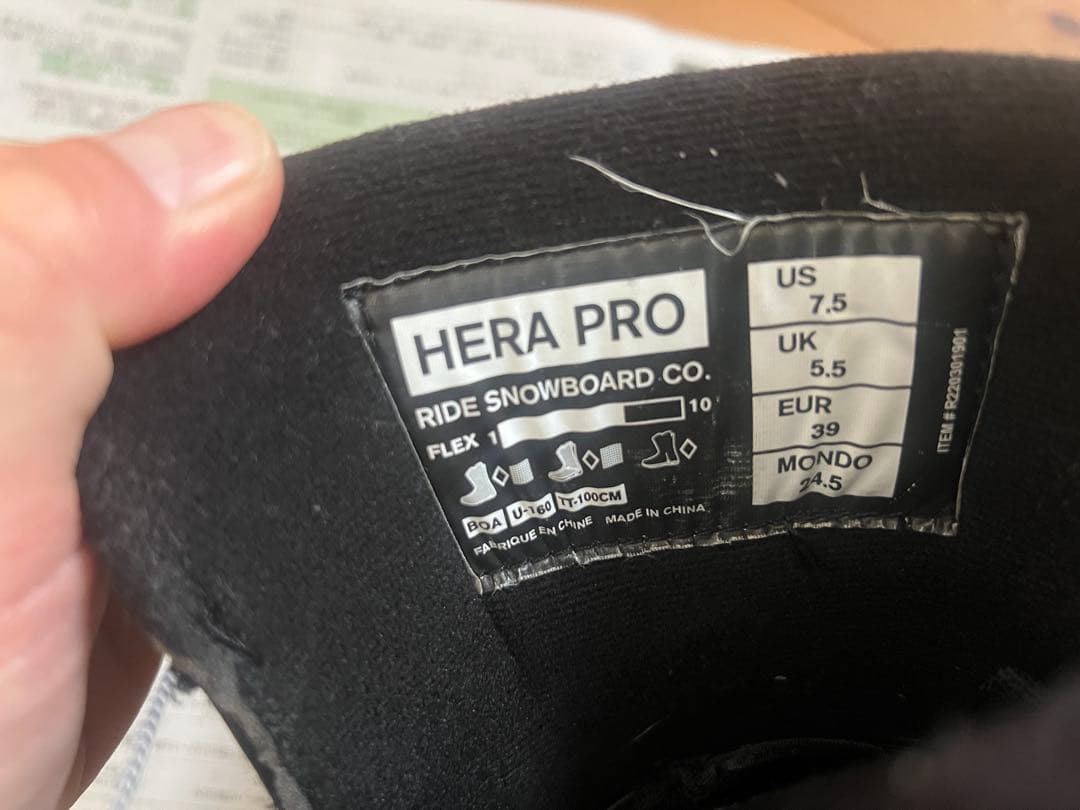 HERA PRO
RIDE SNOWBOARD CO.
FLEX 1 10
BOA U-160 TT-100CM
FABRIQUE EN CHINE MADE IN CHINA
US
7.5
UK
5.5
EUR
39
MONDO
24.5
ITEM # R220301901